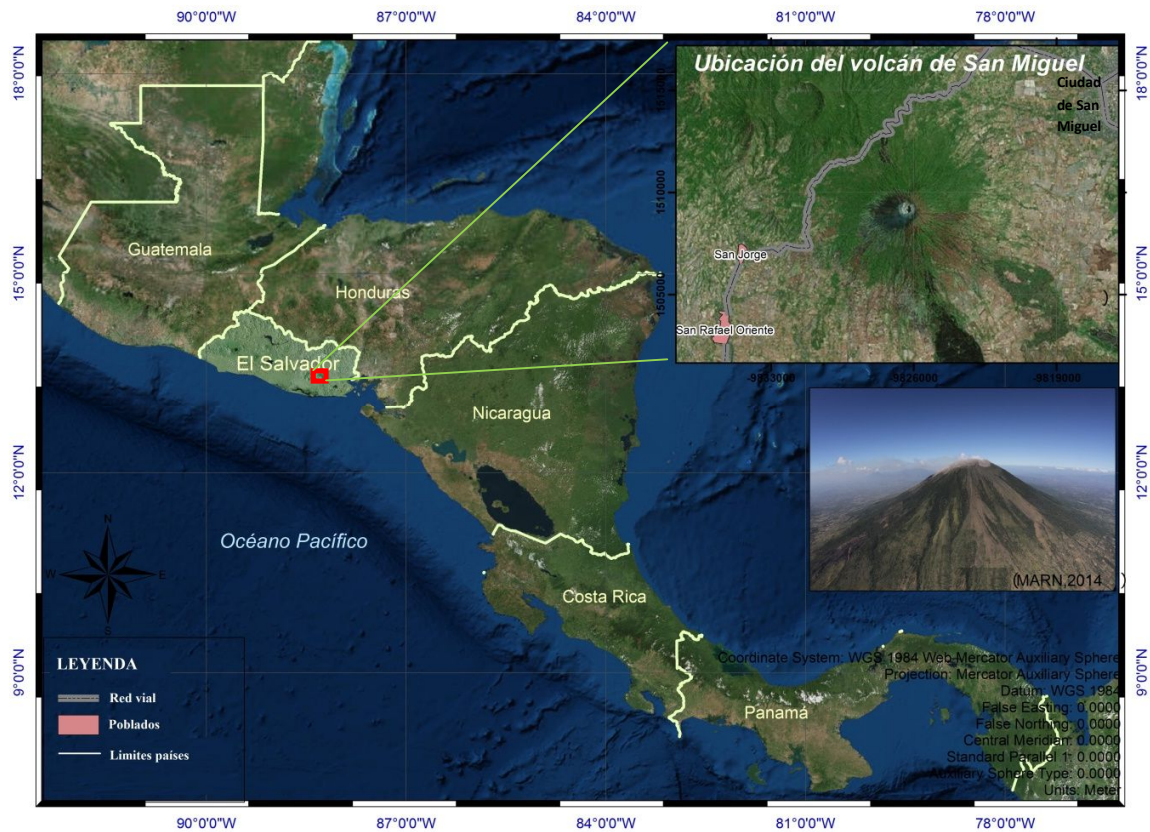 90°0'0"W
87°0'0"W
84°0'0"W
81°0'0"W
78°0'0"W
18°0'0"N
15°0'0"N
12°0'0"N
9°0'0"N
Ubicación del volcán de San Miguel
Ciudad
de San
Miguel
1515000
1510000
1505000
San Jorge
San Rafael Oriente
-9833000
-9826000
-9819000
18°0'0"N
15°0'0"N
12°0'0"N
9°0'0"N
Guatemala
Honduras
El Salvador
Nicaragua
Océano Pacífico
Costa Rica
Panamá
(MARN,2014 )
N
W
E
S
LEYENDA
Red vial
Poblados
Limites países
Coordinate System: WGS 1984 Web Mercator Auxiliary Sphere
Projection: Mercator Auxiliary Sphere
Datum: WGS 1984
False Easting: 0.0000
False Northing: 0.0000
Central Meridian: 0.0000
Standard Parallel 1: 0.0000
Auxiliary Sphere Type: 0.0000
Units: Meter
90°0'0"W
87°0'0"W
84°0'0"W
81°0'0"W
78°0'0"W